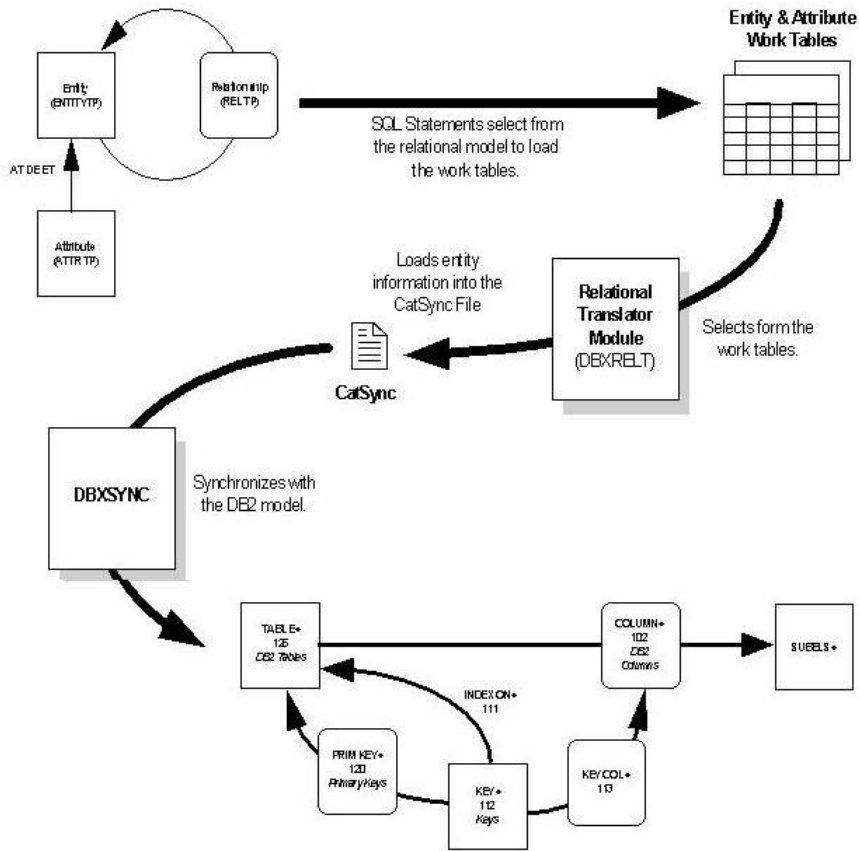 Entity & Attribute
Work Tables
Entity
(ENTITYTP)
Relationship
(RELTP)
SQL Statements select from
the relational model to load
the work tables.
ATDEET
Attribute
(ATTRTP)
Loads entity
information into the
CatSync File
Relational
Translator
Module
(DBXRELT)
Selects form the
work tables.
CatSync
DBXSYNC
Synchronizes with
the DB2 model.
TABLE+
125
DB2 Tables
COLUMN+
102
DB2
Columns
SUBELS+
INDEXON+
111
PRIMKEY+
120
Primary Keys
KEY+
112
Keys
KEYCOL+
113